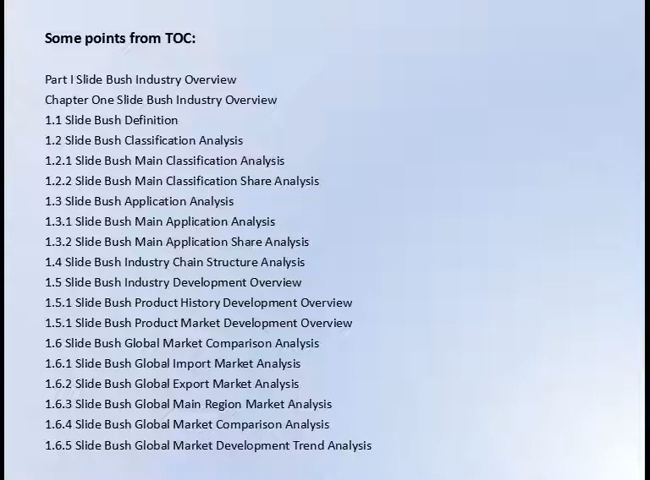 Some points from TOC:
Part I Slide Bush Industry Overview
Chapter One Slide Bush Industry Overview
1.1 Slide Bush Definition
1.2 Slide Bush Classification Analysis
1.2.1 Slide Bush Main Classification Analysis
1.2.2 Slide Bush Main Classification Share Analysis
1.3 Slide Bush Application Analysis
1.3.1 Slide Bush Main Application Analysis
1.3.2 Slide Bush Main Application Share Analysis
1.4 Slide Bush Industry Chain Structure Analysis
1.5 Slide Bush Industry Development Overview
1.5.1 Slide Bush Product History Development Overview
1.5.1 Slide Bush Product Market Development Overview
1.6 Slide Bush Global Market Comparison Analysis
1.6.1 Slide Bush Global Import Market Analysis
1.6.2 Slide Bush Global Export Market Analysis
1.6.3 Slide Bush Global Main Region Market Analysis
1.6.4 Slide Bush Global Market Comparison Analysis
1.6.5 Slide Bush Global Market Development Trend Analysis